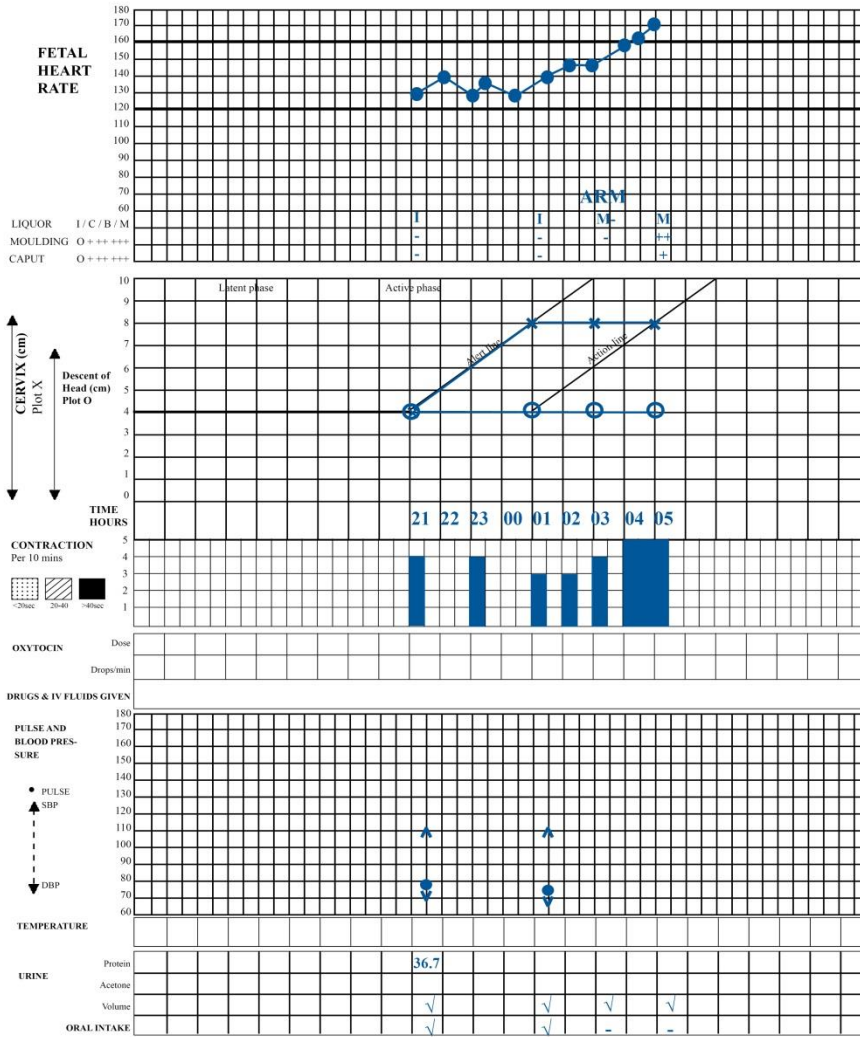 FETAL
HEART
RATE
180
170
160
150
140
130
120
110
100
90
80
70
60
ARM
LIQUOR I / C / B / M I I M- M
MOULDING O + ++ +++ - - - ++
CAPUT O + ++ +++ - - +
10
9
8
7
6
5
4
3
2
1
0
Latent phase Active phase
Alert line
Action line
CERVIX (cm)
Plot X
Descent of
Head (cm)
Plot O
TIME
HOURS
21 22 23 00 01 02 03 04 05
CONTRACTION
Per 10 mins
5
4
3
2
1
<20sec 20-40 >40sec
OXYTOCIN
Dose
Drops/min
DRUGS & IV FLUIDS GIVEN
PULSE AND
BLOOD PRES-
SURE
PULSE
SBP
DBP
180
170
160
150
140
130
120
110
100
90
80
70
60
TEMPERATURE
URINE
Protein 36.7
Acetone
Volume √ √ √ √
ORAL INTAKE √ √ - -